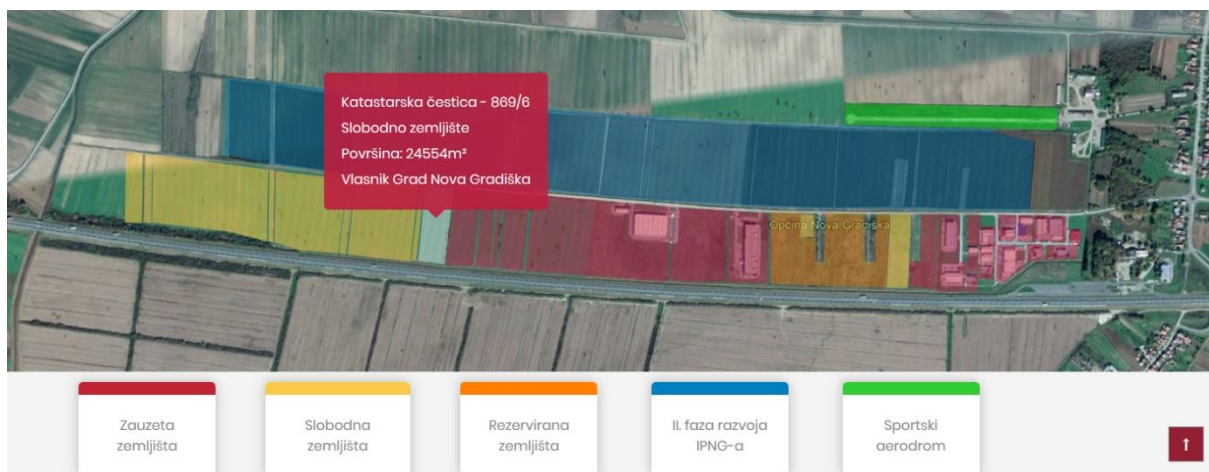 Katastarska čestica - 869/6
Slobodno zemljište
Površina: 24554m²
Vlasnik Grad Nova Gradiška
Općina Nova Gradiška
Zauzeta
zemljišta
Slobodna
zemljišta
Rezervirana
zemljišta
II. faza razvoja
IPNG-a
Sportski
aerodrom